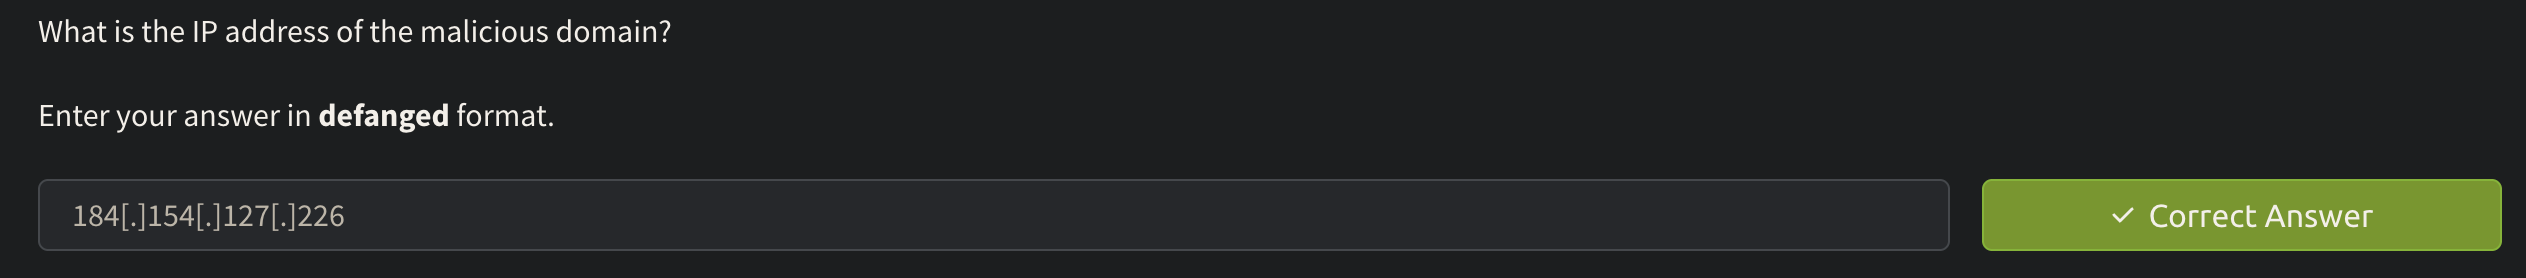 What is the IP address of the malicious domain?
Enter your answer in defanged format.
184[.]154[.]127[.]226
✓ Correct Answer